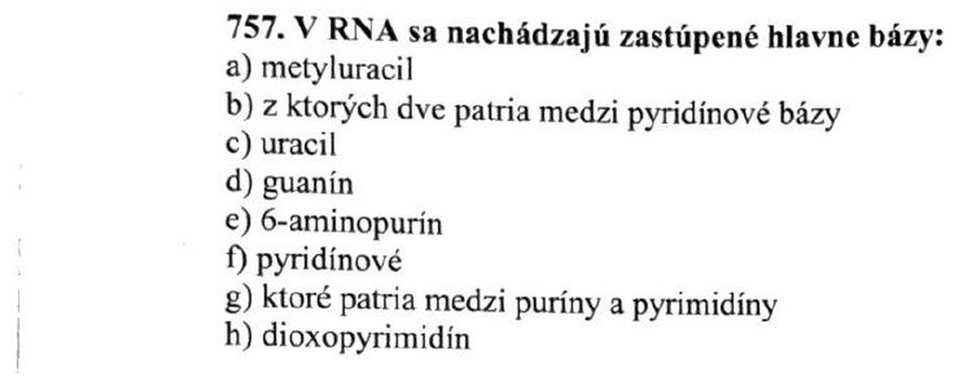 757. V RNA sa nachádzajú zastúpené hlavne bázy:
a) metyluracil
b) z ktorých dve patria medzi pyridínové bázy
c) uracil
d) guanín
e) 6-aminopurín
f) pyridínové
g) ktoré patria medzi puríny a pyrimidíny
h) dioxopyrimidín